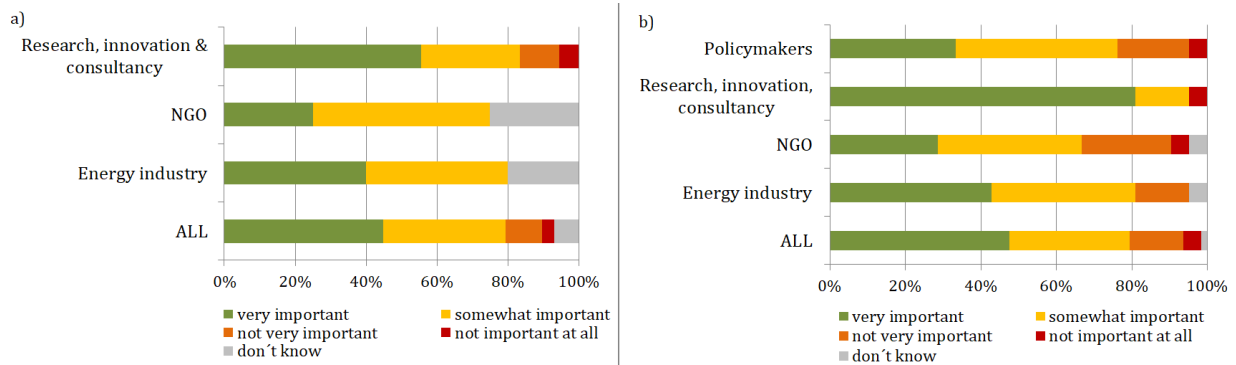 a)
Research, innovation &
consultancy
NGO
Energy industry
ALL
0% 20% 40% 60% 80% 100%
very important somewhat important
not very important not important at all
don´t know
b)
Policymakers
Research, innovation,
consultancy
NGO
Energy industry
ALL
0% 20% 40% 60% 80% 100%
very important somewhat important
not very important not important at all
don´t know